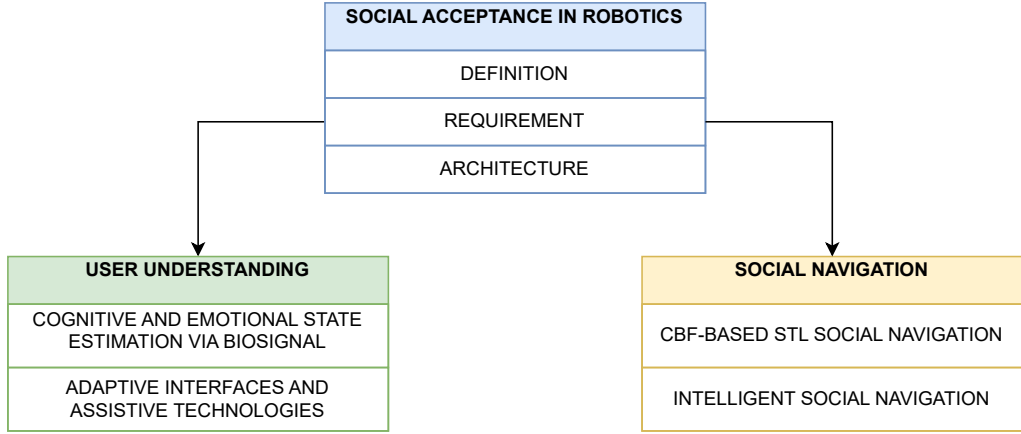 SOCIAL ACCEPTANCE IN ROBOTICS
DEFINITION
REQUIREMENT
ARCHITECTURE
USER UNDERSTANDING
COGNITIVE AND EMOTIONAL STATE
ESTIMATION VIA BIOSIGNAL
ADAPTIVE INTERFACES AND
ASSISTIVE TECHNOLOGIES
SOCIAL NAVIGATION
CBF-BASED STL SOCIAL NAVIGATION
INTELLIGENT SOCIAL NAVIGATION